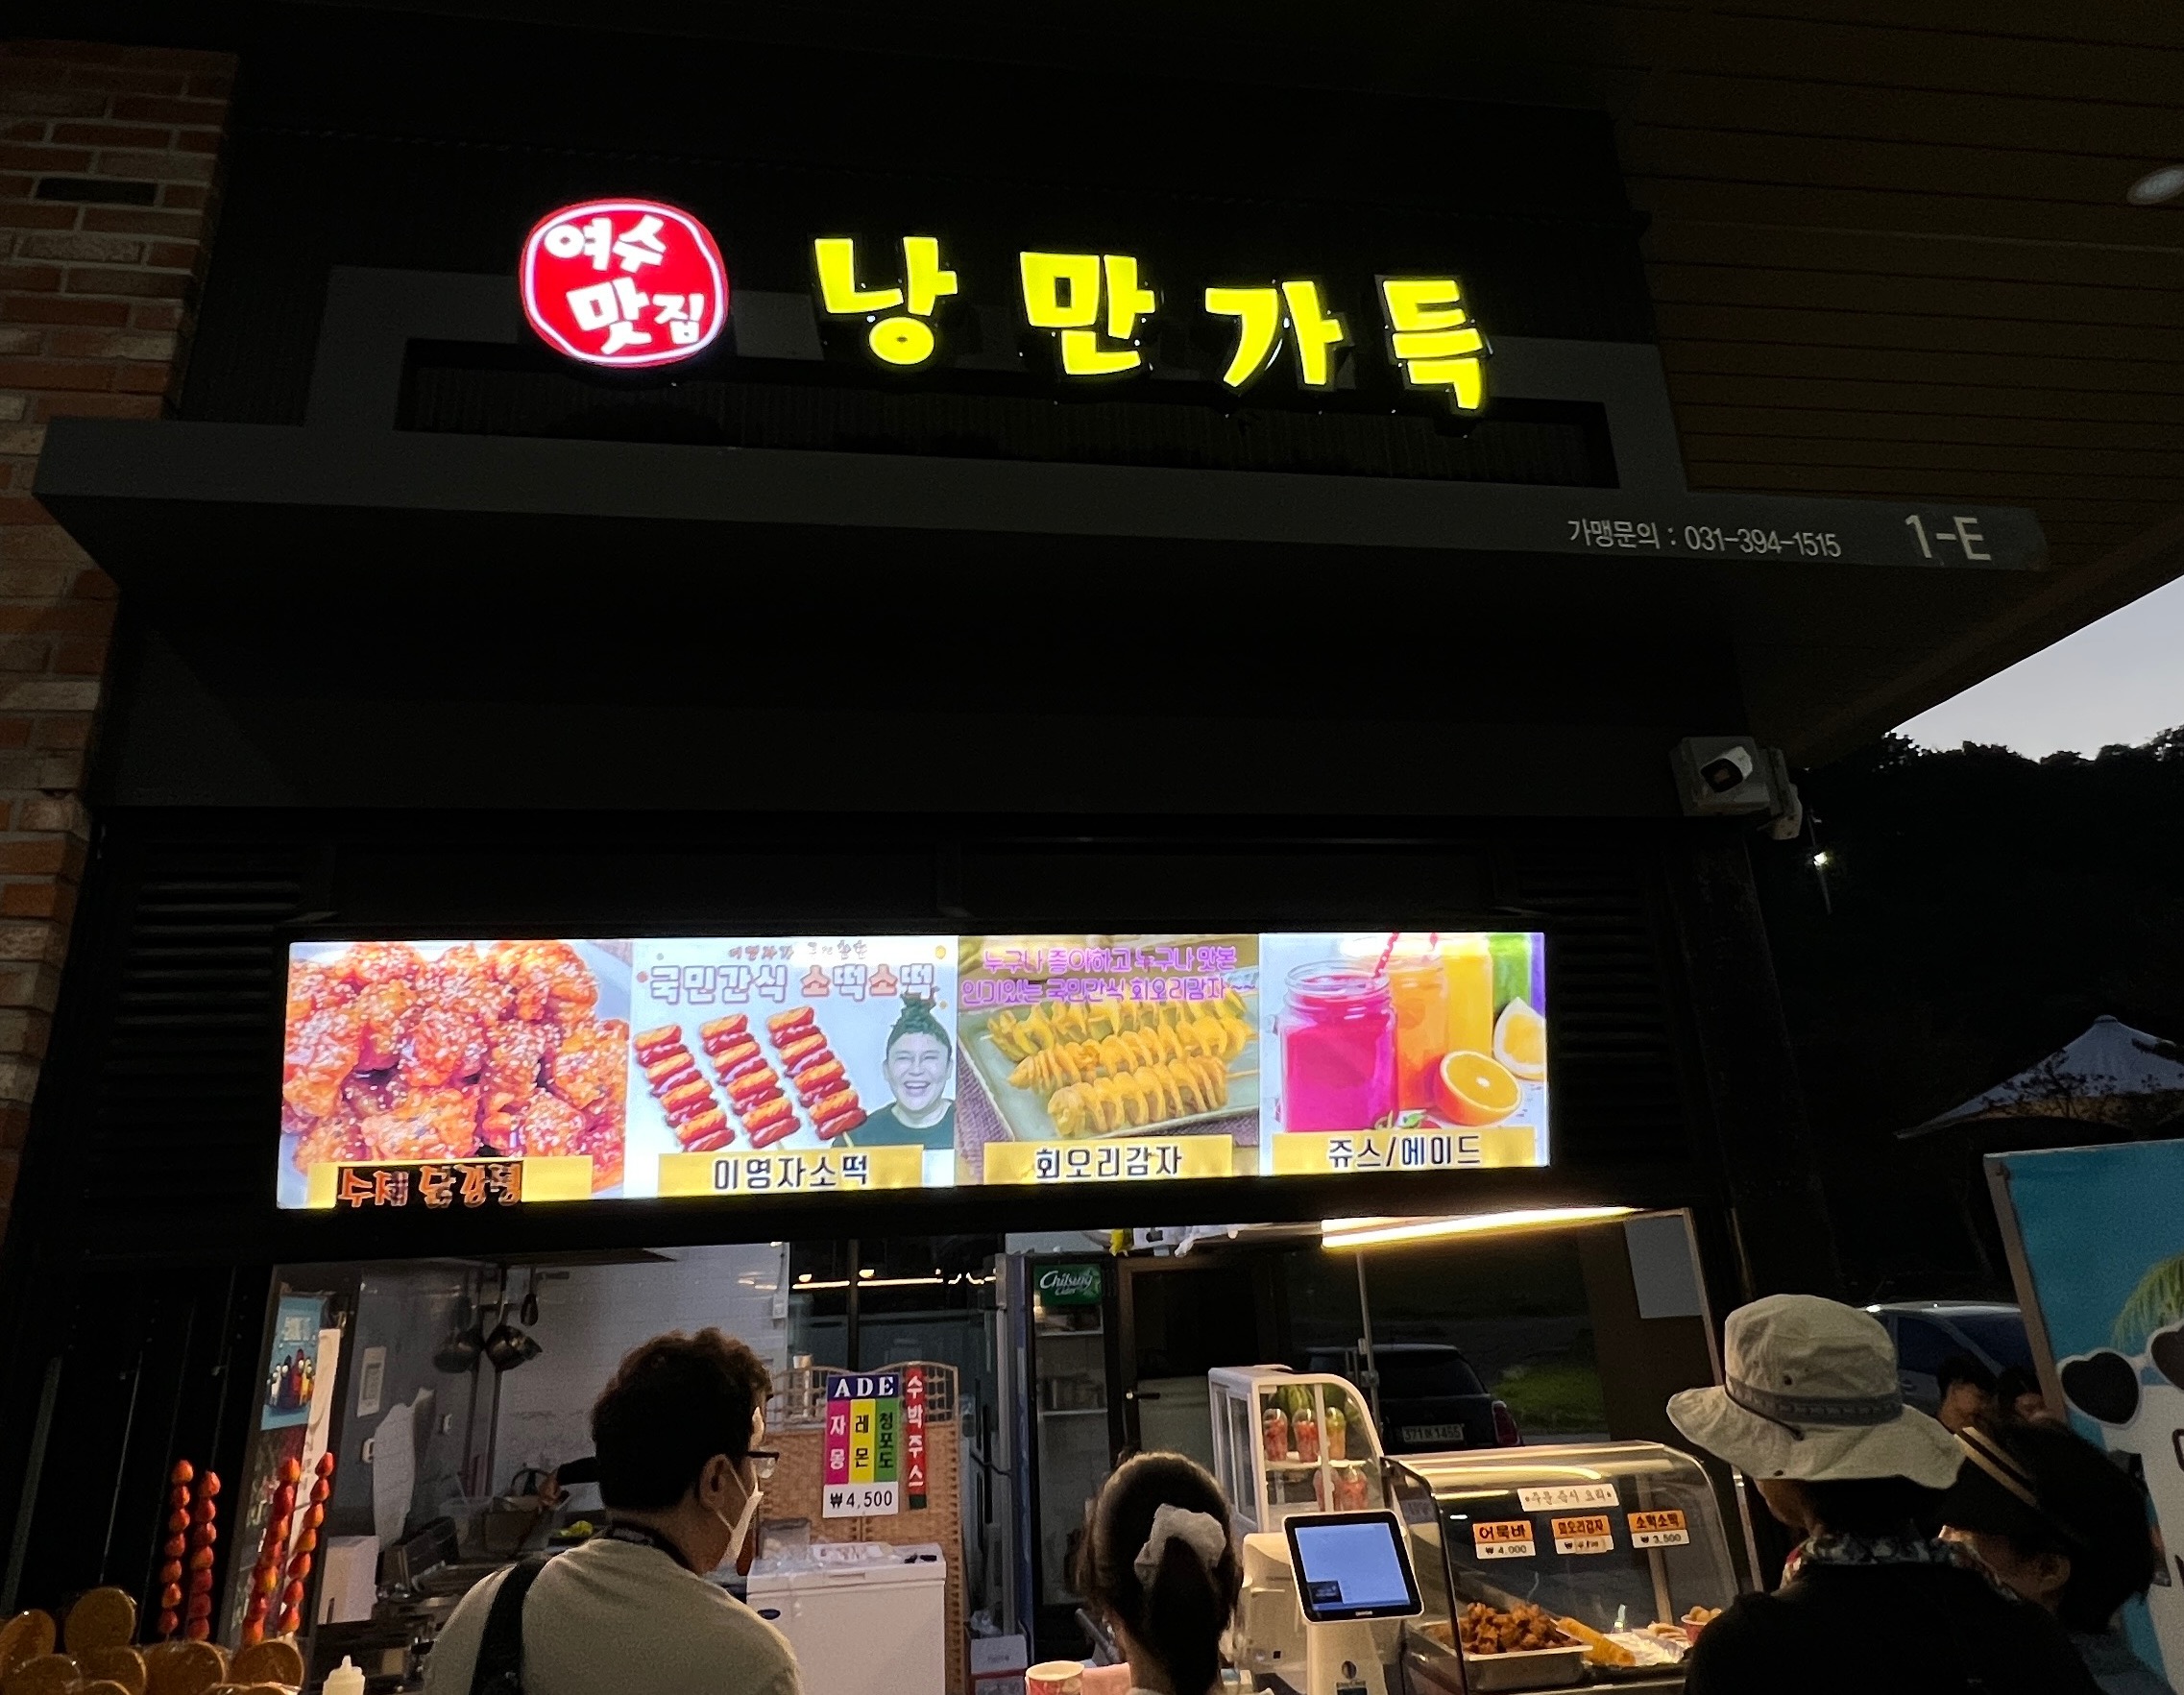 여수
맛집
낭만가득
가맹문의 : 031-394-1515
1-E
국민간식 소떡소떡
누구나 좋아하고 누구나 맛본
인기있는 국민간식 회오리감자~~
수제 닭강정
이영자소떡
회오리감자
쥬스/에이드
Chilsung
Cider
ADE
자몽
레몬
청포도
수박주스
₩4,500
어묵바
₩4,000
회오리감자
소떡소떡
₩3,500